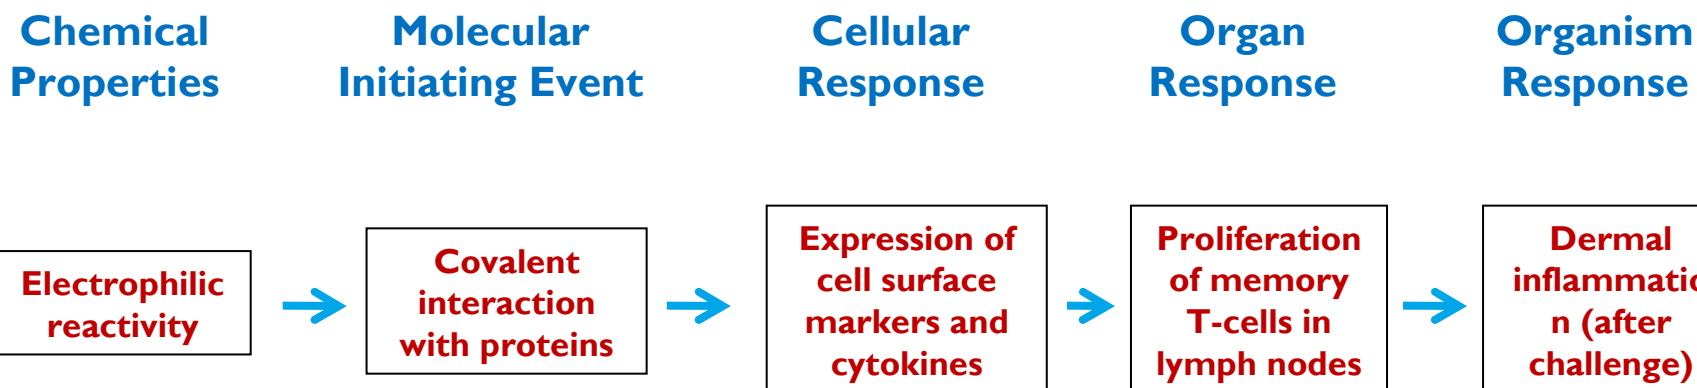 Chemical
Properties
Molecular
Initiating Event
Cellular
Response
Organ
Response
Organism
Response
Electrophilic
reactivity
Covalent
interaction
with proteins
Expression of
cell surface
markers and
cytokines
Proliferation
of memory
T-cells in
lymph nodes
Dermal
inflammatio
n (after
challenge)